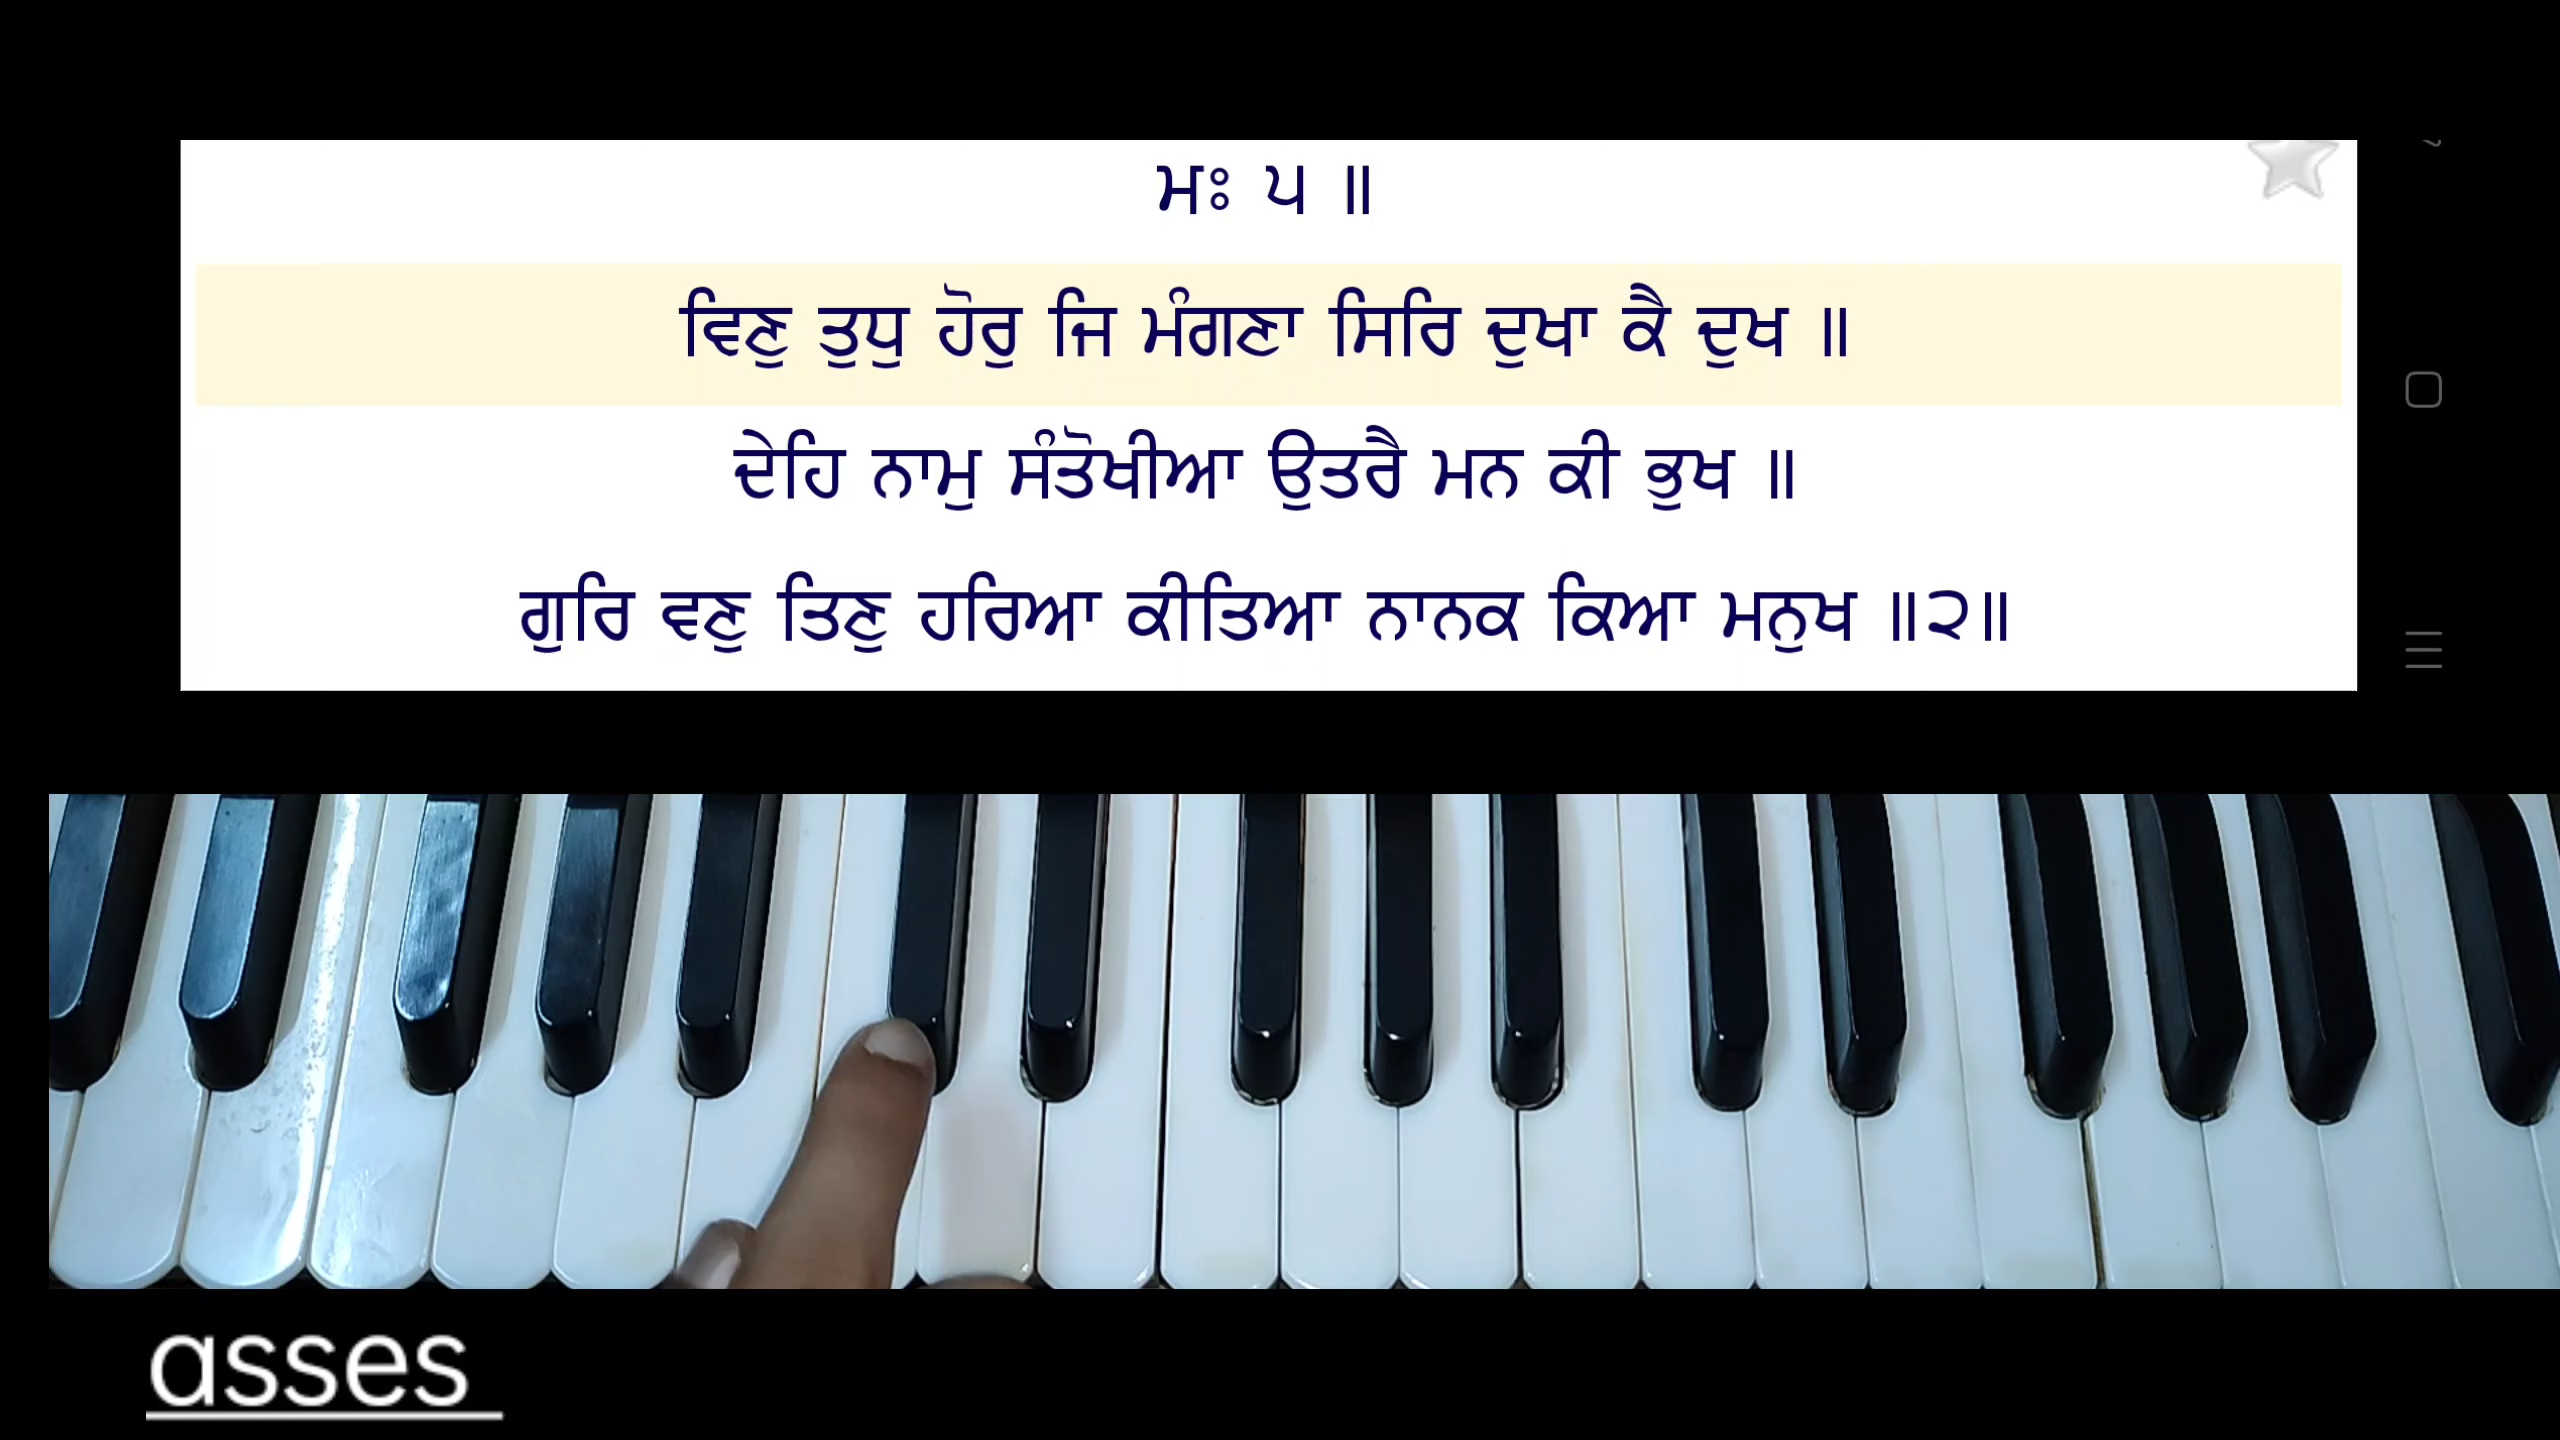 ਮਃ ੫ ॥
ਵਿਣੁ ਤੁਧੁ ਹੋਰੁ ਜਿ ਮੰਗਣਾ ਸਿਰਿ ਦੁਖਾ ਕੈ ਦੁਖ ॥
ਦੇਹਿ ਨਾਮੁ ਸੰਤੋਖੀਆ ਉਤਰੈ ਮਨ ਕੀ ਭੁਖ ॥
ਗੁਰਿ ਵਣੁ ਤਿਣੁ ਹਰਿਆ ਕੀਤਿਆ ਨਾਨਕ ਕਿਆ ਮਨੁਖ ॥੨॥
asses